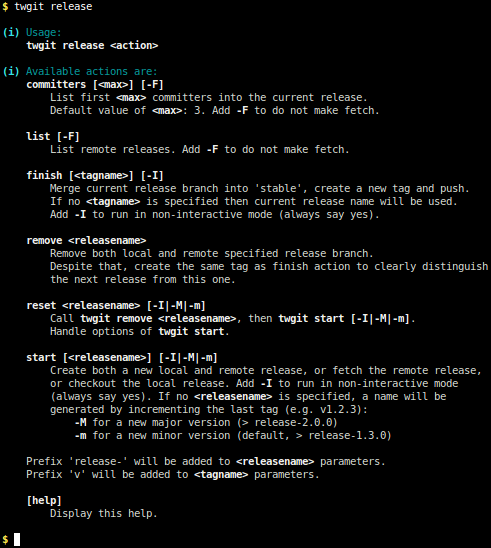 $ twgit release
(i) Usage:
twgit release <action>
(i) Available actions are:
committers [<max>] [-F]
List first <max> committers into the current release.
Default value of <max>: 3. Add -F to do not make fetch.
list [-F]
List remote releases. Add -F to do not make fetch.
finish [<tagname>] [-I]
Merge current release branch into 'stable', create a new tag and push.
If no <tagname> is specified then current release name will be used.
Add -I to run in non-interactive mode (always say yes).
remove <releasename>
Remove both local and remote specified release branch.
Despite that, create the same tag as finish action to clearly distinguish
the next release from this one.
reset <releasename> [-I|-M|-m]
Call twgit remove <releasename>, then twgit start [-I|-M|-m].
Handle options of twgit start.
start [<releasename>] [-I|-M|-m]
Create both a new local and remote release, or fetch the remote release,
or checkout the local release. Add -I to run in non-interactive mode
(always say yes). If no <releasename> is specified, a name will be
generated by incrementing the last tag (e.g. v1.2.3):
-M for a new major version (> release-2.0.0)
-m for a new minor version (default, > release-1.3.0)
Prefix 'release-' will be added to <releasename> parameters.
Prefix 'v' will be added to <tagname> parameters.
[help]
Display this help.
$